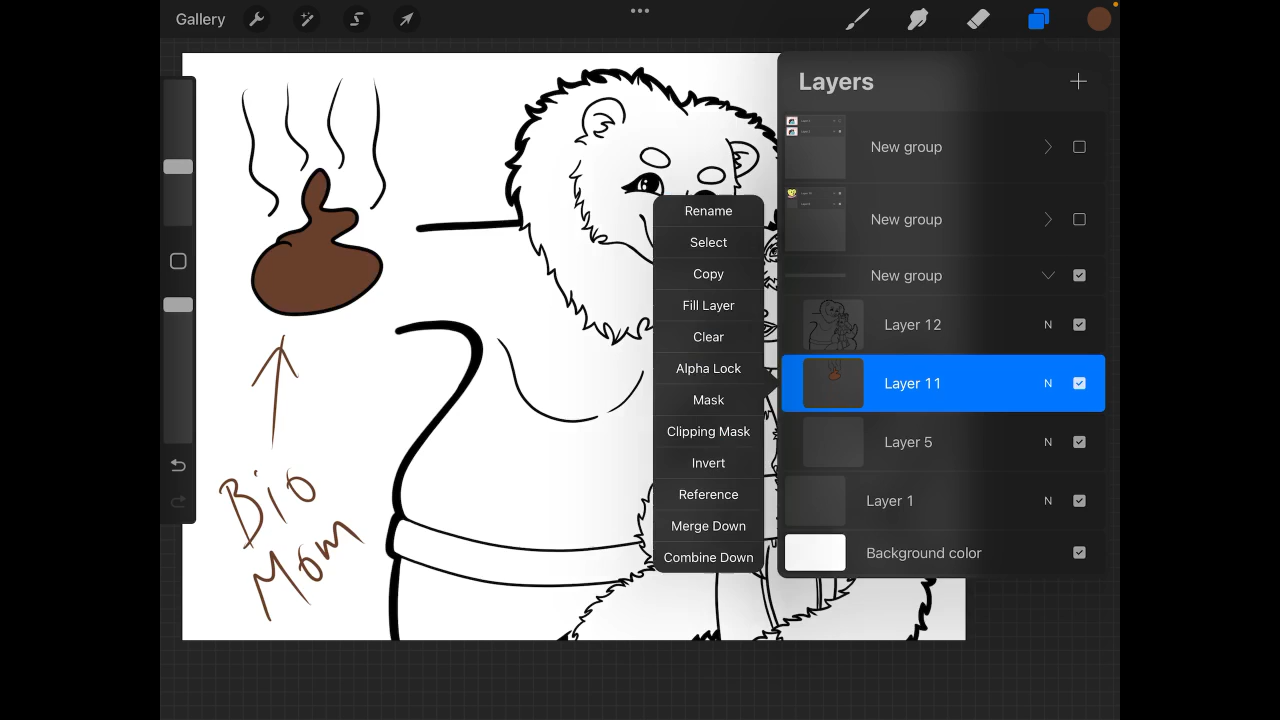 Gallery
Layers
New group
New group
New group
Layer 12
N
Layer 11
N
Layer 5
N
Layer 1
N
Background color
Rename
Select
Copy
Fill Layer
Clear
Alpha Lock
Mask
Clipping Mask
Invert
Reference
Merge Down
Combine Down
Bio
Mom